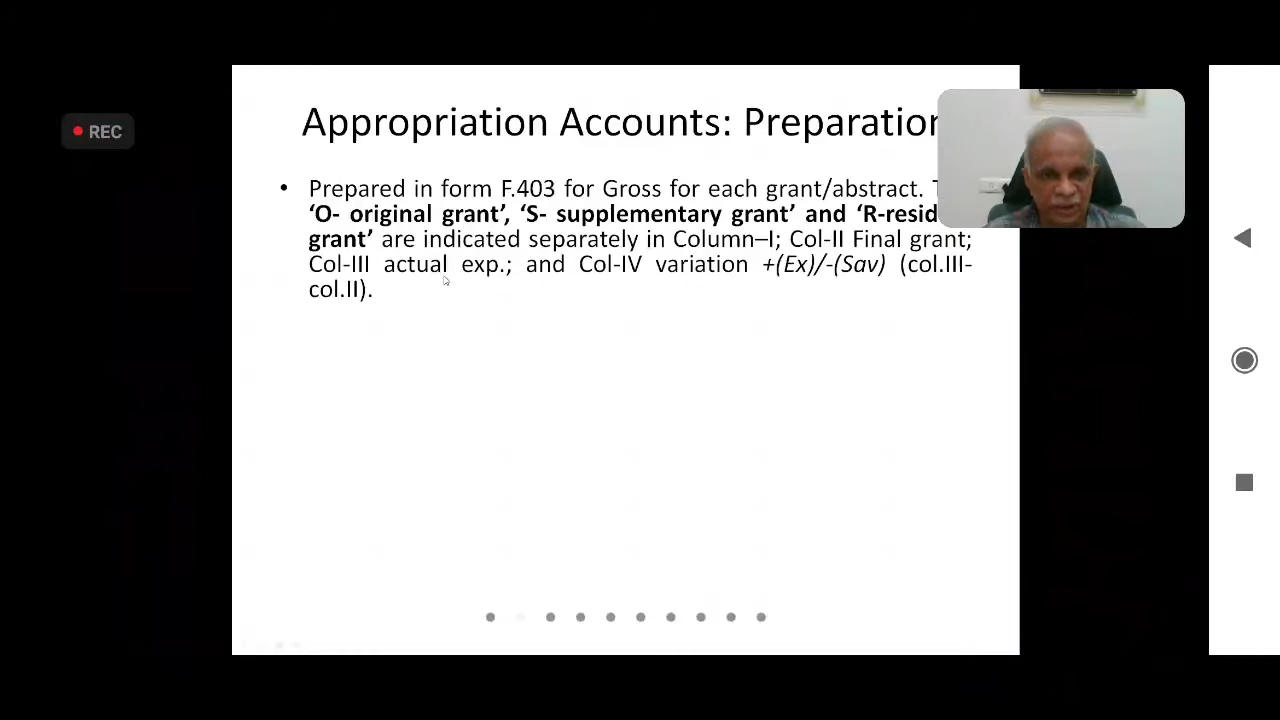 REC
Appropriation Accounts: Preparation
• Prepared in form F.403 for Gross for each grant/abstract.
‘O- original grant’, ‘S- supplementary grant’ and ‘R-resid
grant’ are indicated separately in Column–I; Col-II Final grant;
Col-III actual exp.; and Col-IV variation +(Ex)/-(Sav) (col.III-
col.II).